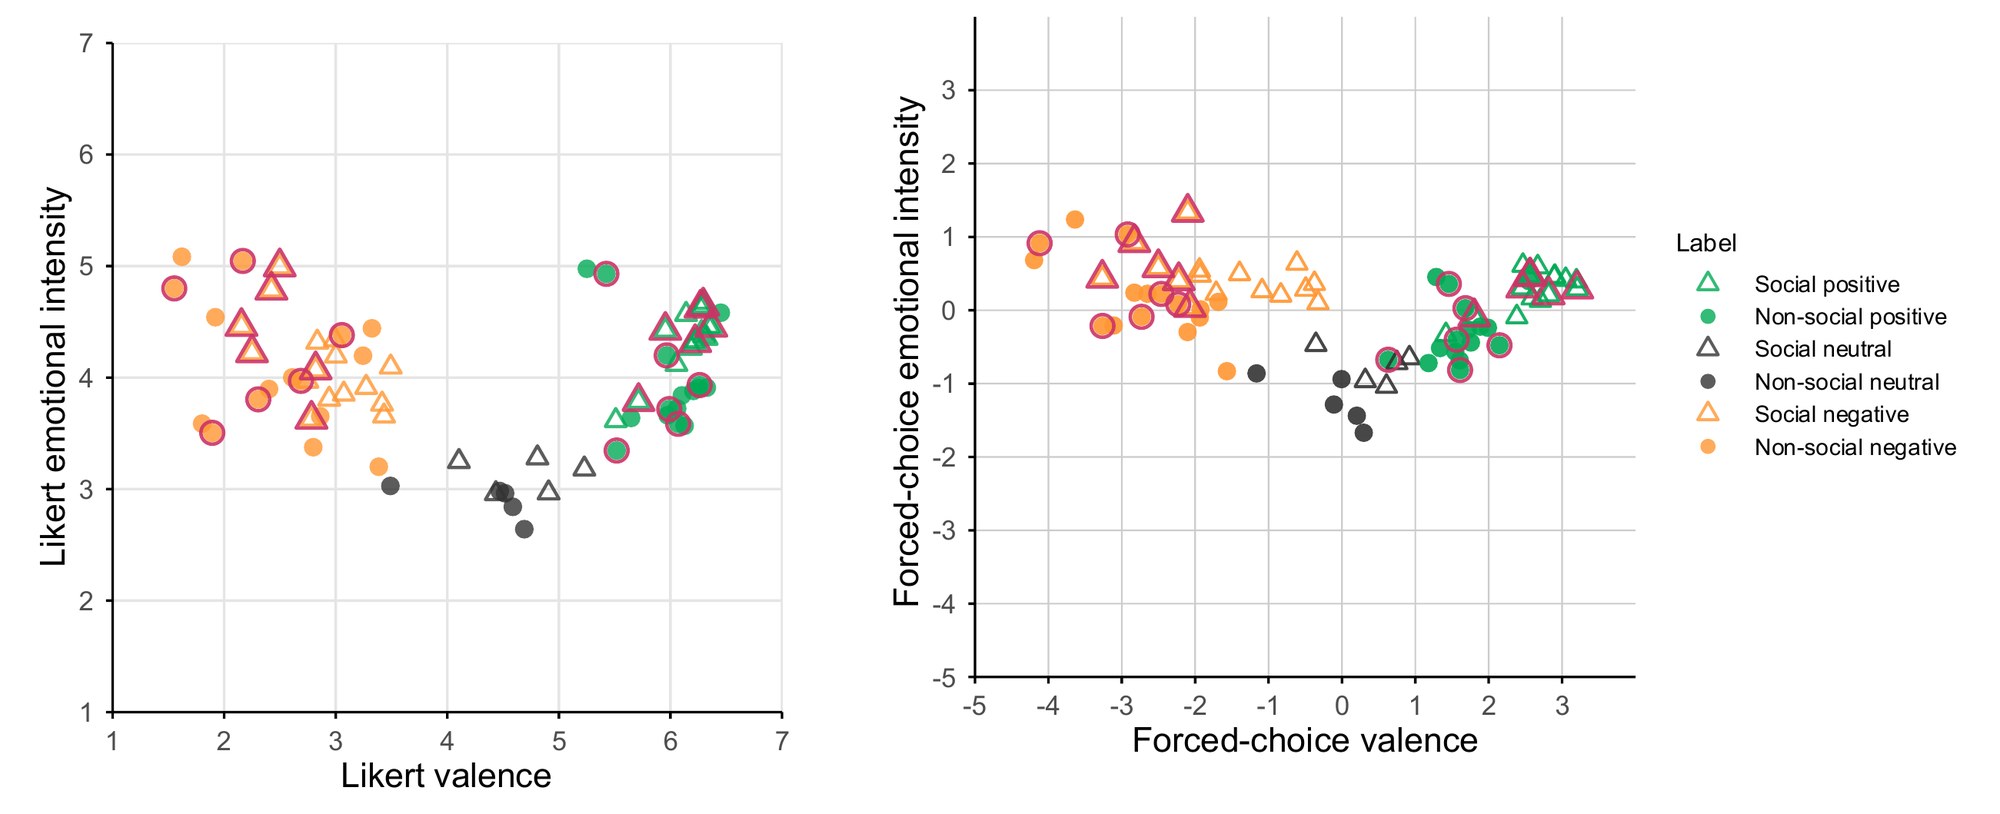 7
6
5
4
3
2
1
1 2 3 4 5 6 7
Likert valence
Likert emotional intensity
3
2
1
0
-1
-2
-3
-4
-5
-5 -4 -3 -2 -1 0 1 2 3
Forced-choice valence
Forced-choice emotional intensity
Label
Social positive
Non-social positive
Social neutral
Non-social neutral
Social negative
Non-social negative